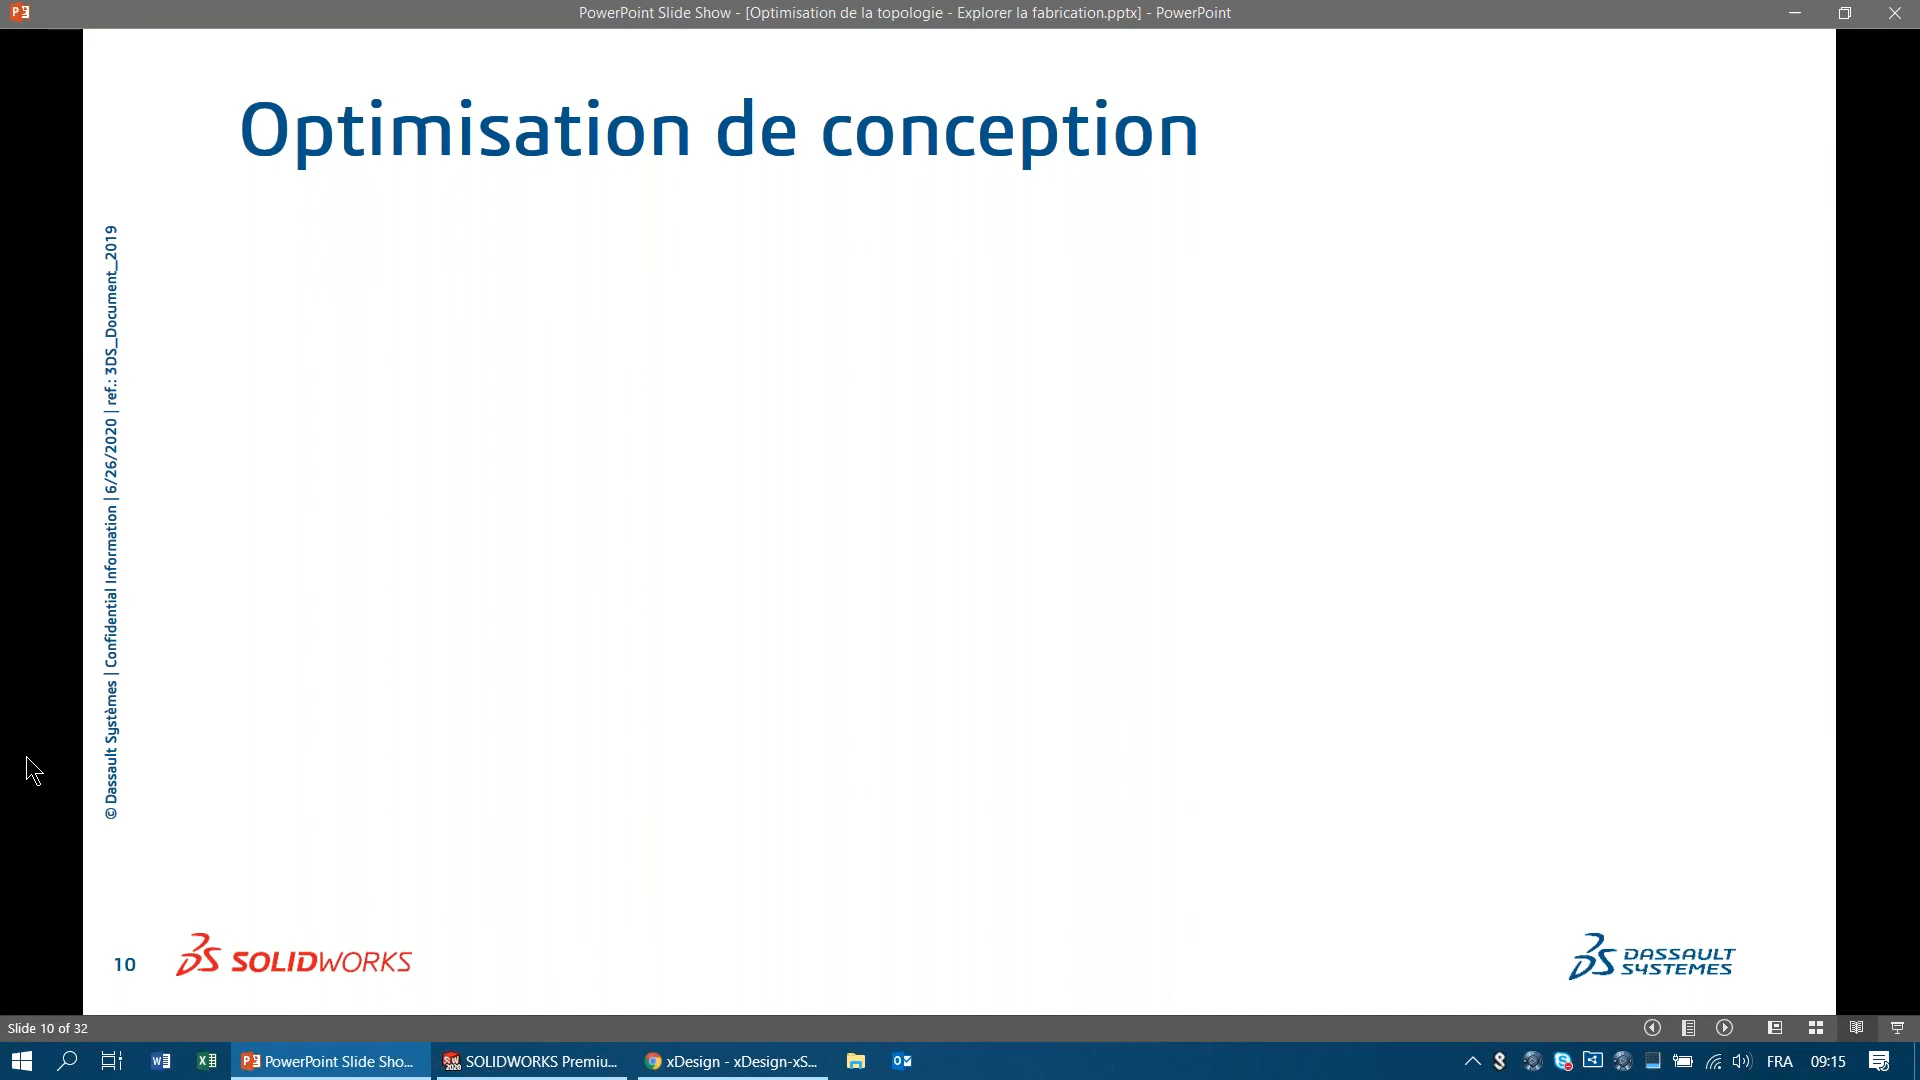 PowerPoint Slide Show - [Optimisation de la topologie - Explorer la fabrication.pptx] - PowerPoint
Optimisation de conception
© Dassault Systèmes | Confidential Information | 6/26/2020 | ref.: 3DS_Document_2019
10
SOLIDWORKS
DASSAULT
SYSTEMES
Slide 10 of 32
PowerPoint Slide Sho...
SOLIDWORKS Premiu...
xDesign - xDesign-xS...
FRA
09:15